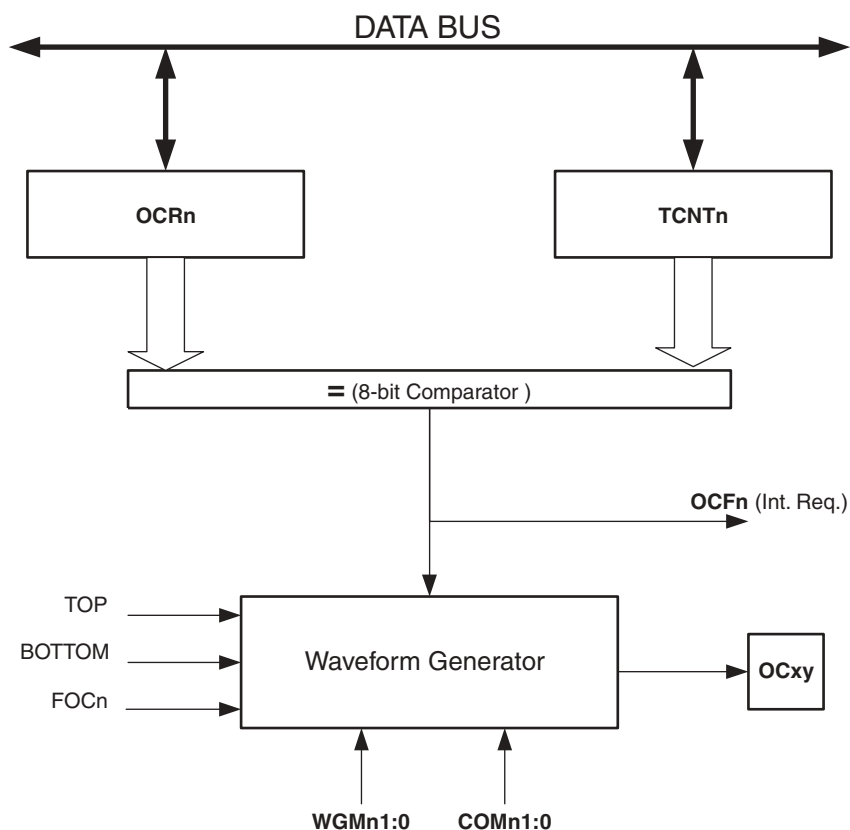 DATA BUS
OCRn
TCNTn
= (8-bit Comparator )
OCFn (Int. Req.)
TOP
BOTTOM
FOCn
Waveform Generator
OCxy
WGMn1:0
COMn1:0